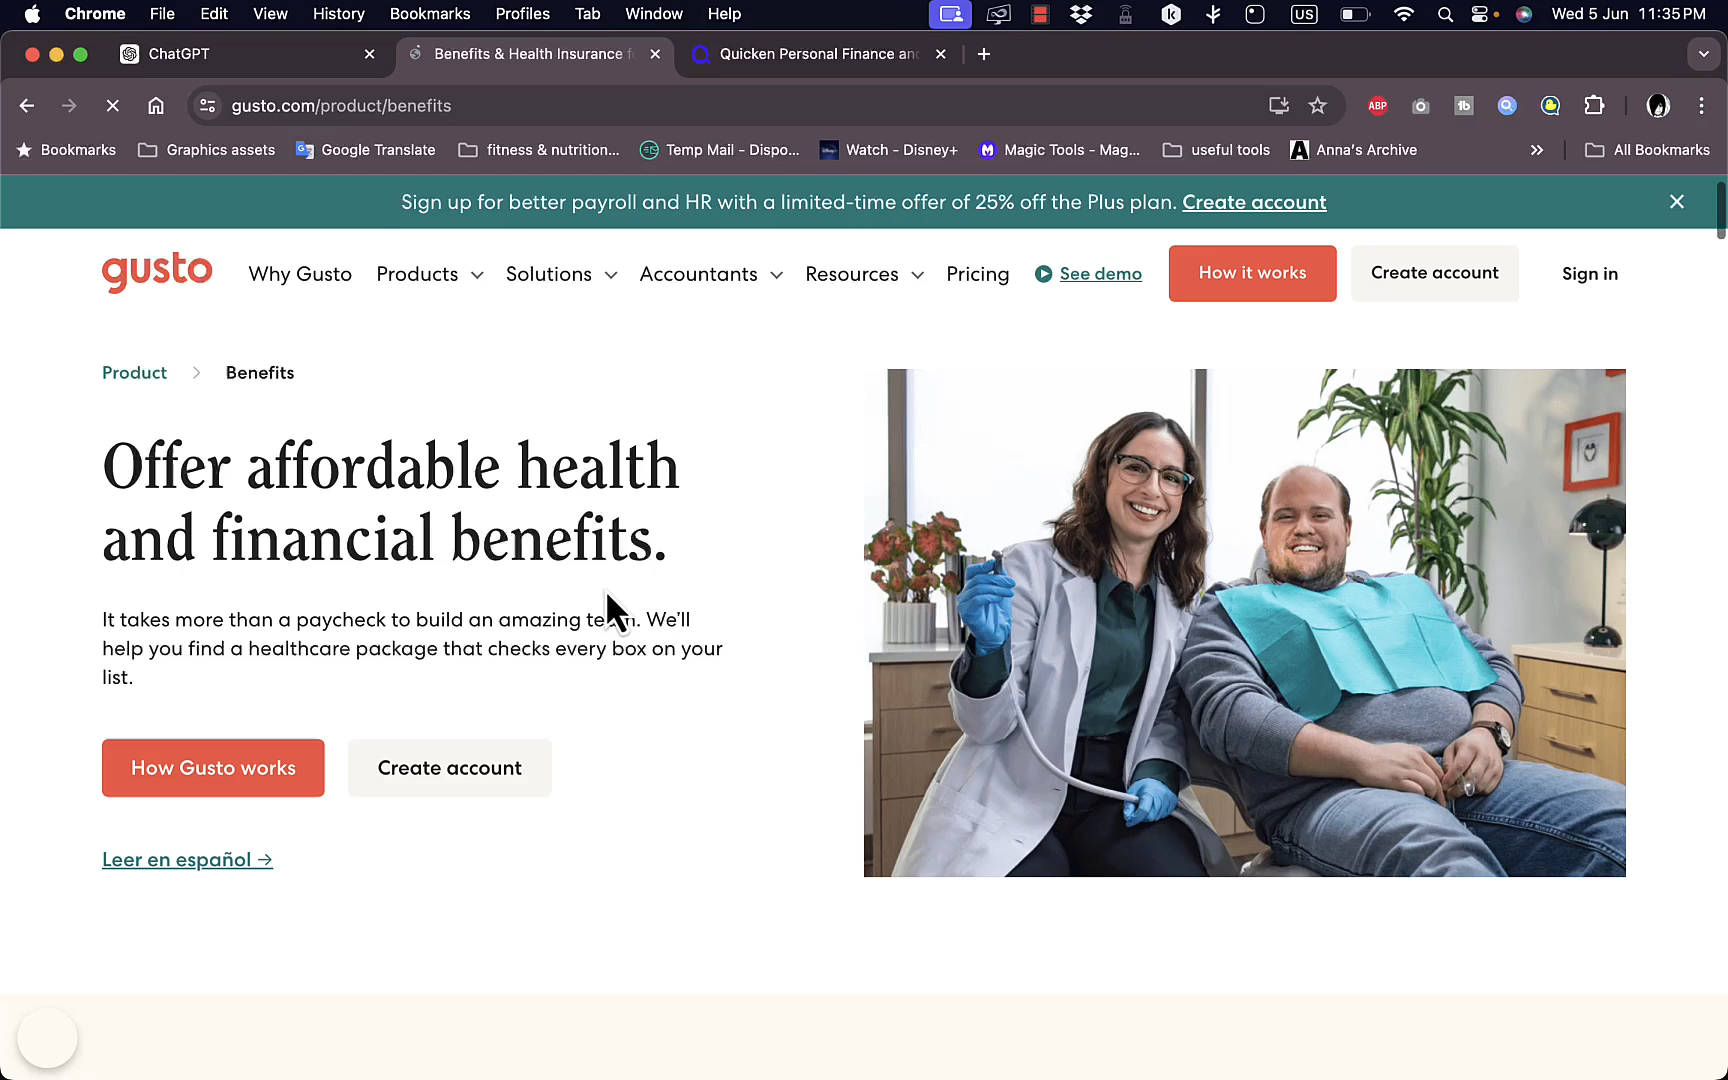 Chrome File Edit View History Bookmarks Profiles Tab Window Help US Wed 5 Jun 11:35 PM
ChatGPT Benefits & Health Insurance f Quicken Personal Finance an
gusto.com/product/benefits ABP tb
Bookmarks Graphics assets Google Translate fitness & nutrition... Temp Mail - Dispo... Watch - Disney+ Magic Tools - Mag... useful tools Anna's Archive All Bookmarks
Sign up for better payroll and HR with a limited-time offer of 25% off the Plus plan. Create account
gusto Why Gusto Products Solutions Accountants Resources Pricing See demo How it works Create account Sign in
Product > Benefits
Offer affordable health
and financial benefits.
It takes more than a paycheck to build an amazing team. We'll
help you find a healthcare package that checks every box on your
list.
How Gusto works Create account
Leer en español →